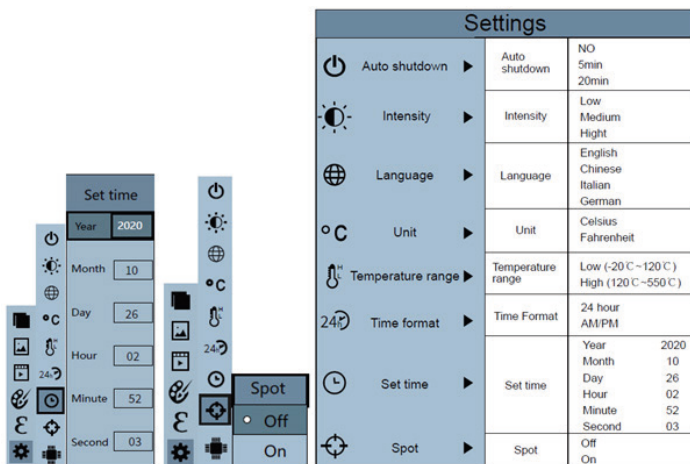 Set time
Year 2020
Month 10
Day 26
Hour 02
Minute 52
Second 03
°C
24h
ε
°C
24h
ε
Spot
Off
On
Settings
Auto shutdown
Auto shutdown
NO
5min
20min
Intensity
Intensity
Low
Medium
Hight
Language
Language
English
Chinese
Italian
German
°C Unit
Unit
Celsius
Fahrenheit
H
L
Temperature range
Temperature range
Low (-20℃~120℃)
High (120℃~550℃)
24h Time format
Time Format
24 hour
AM/PM
Set time
Set time
Year 2020
Month 10
Day 26
Hour 02
Minute 52
Second 03
Spot
Spot
Off
On